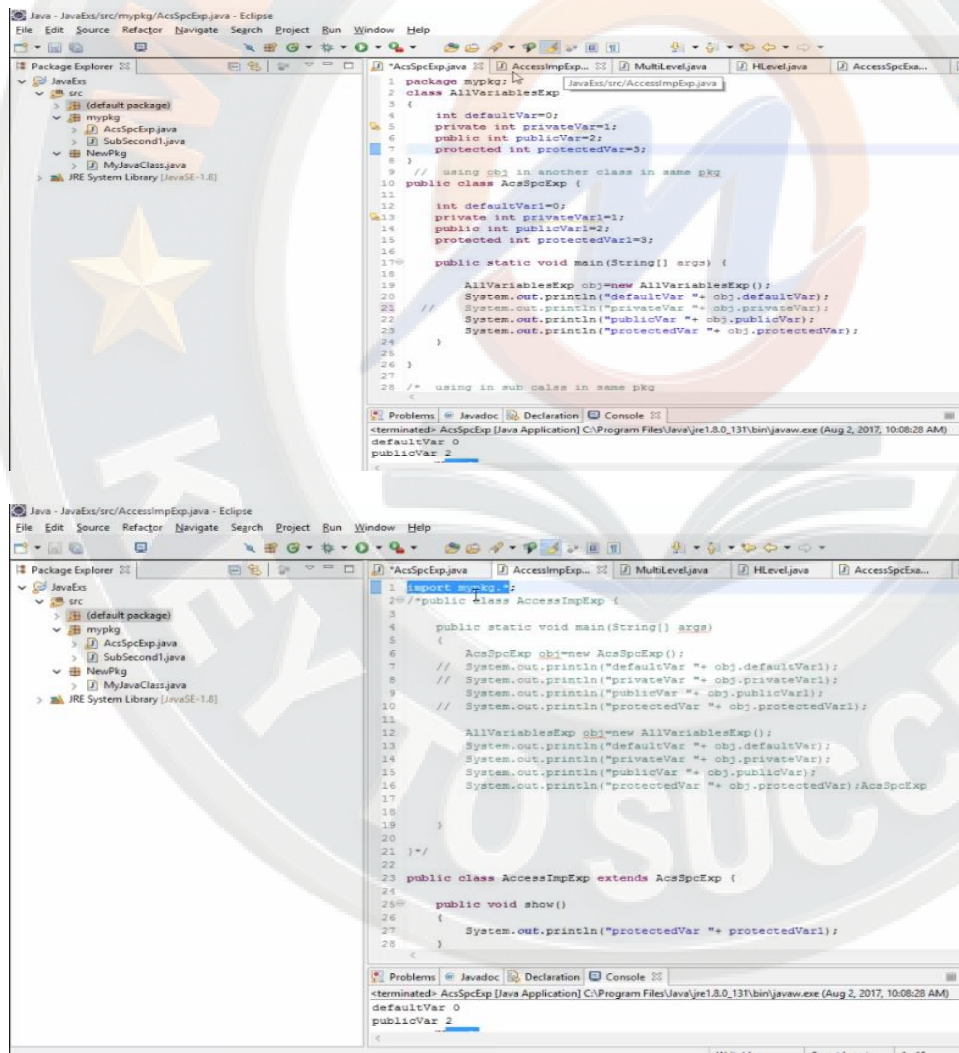 Java - JavaExs/src/mypkg/AcsSpcExp.java - Eclipse
File Edit Source Refactor Navigate Search Project Run Window Help
Package Explorer
JavaExs
src
(default package)
mypkg
AcsSpcExp.java
SubSecond1.java
NewPkg
MyJavaClass.java
JRE System Library [JavaSE-1.8]
*AcsSpcExp.java AccessImpExp... MultiLevel.java HLevel.java AccessSpcExa...
JavaExs/src/AccessImpExp.java
1 package mypkg;
2 class AllVariablesExp
3 {
4 int defaultVar=0;
5 private int privateVar=1;
6 public int publicVar=2;
7 protected int protectedVar=3;
8 }
9 // using obj in another class in same pkg
10 public class AcsSpcExp {
11
12 int defaultVar1=0;
13 private int privateVar1=1;
14 public int publicVar1=2;
15 protected int protectedVar1=3;
16
17 public static void main(String[] args) {
18
19 AllVariablesExp obj=new AllVariablesExp();
20 System.out.println("defaultVar "+ obj.defaultVar);
21 // System.out.println("privateVar "+ obj.privateVar);
22 System.out.println("publicVar "+ obj.publicVar);
23 System.out.println("protectedVar "+ obj.protectedVar);
24 }
25
26 }
27
28 /* using in sub calss in same pkg
Problems Javadoc Declaration Console
<terminated> AcsSpcExp [Java Application] C:\Program Files\Java\jre1.8.0_131\bin\javaw.exe (Aug 2, 2017, 10:08:28 AM)
defaultVar 0
publicVar 2
Java - JavaExs/src/AccessImpExp.java - Eclipse
File Edit Source Refactor Navigate Search Project Run Window Help
Package Explorer
JavaExs
src
(default package)
mypkg
AcsSpcExp.java
SubSecond1.java
NewPkg
MyJavaClass.java
JRE System Library [JavaSE-1.8]
*AcsSpcExp.java AccessImpExp... MultiLevel.java HLevel.java AccessSpcExa...
1 import mypkg.*;
2 /*public class AccessImpExp {
3
4 public static void main(String[] args)
5 {
6 AcsSpcExp obj=new AcsSpcExp();
7 // System.out.println("defaultVar "+ obj.defaultVar1);
8 // System.out.println("privateVar "+ obj.privateVar1);
9 System.out.println("publicVar "+ obj.publicVar1);
10 // System.out.println("protectedVar "+ obj.protectedVar1);
11
12 AllVariablesExp obj=new AllVariablesExp();
13 System.out.println("defaultVar "+ obj.defaultVar);
14 System.out.println("privateVar "+ obj.privateVar);
15 System.out.println("publicVar "+ obj.publicVar);
16 System.out.println("protectedVar "+ obj.protectedVar);AcsSpcExp
17
18
19 }
20
21 }*/
22
23 public class AccessImpExp extends AcsSpcExp {
24
25 public void show()
26 {
27 System.out.println("protectedVar "+ protectedVar1);
28 }
Problems Javadoc Declaration Console
<terminated> AcsSpcExp [Java Application] C:\Program Files\Java\jre1.8.0_131\bin\javaw.exe (Aug 2, 2017, 10:08:28 AM)
defaultVar 0
publicVar 2
KEY TO SUCC